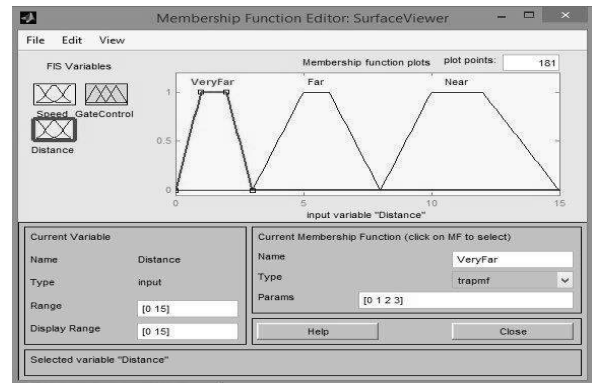 Membership Function Editor: SurfaceViewer
File Edit View
FIS Variables
Membership function plots plot points: 181
VeryFar Far Near
Speed GateControl
Distance
1
0.5
0
0 5 10 15
input variable "Distance"
Current Variable
Name Distance
Type input
Range [0 15]
Display Range [0 15]
Current Membership Function (click on MF to select)
Name VeryFar
Type trapmf
Params [0 1 2 3]
Help Close
Selected variable "Distance"